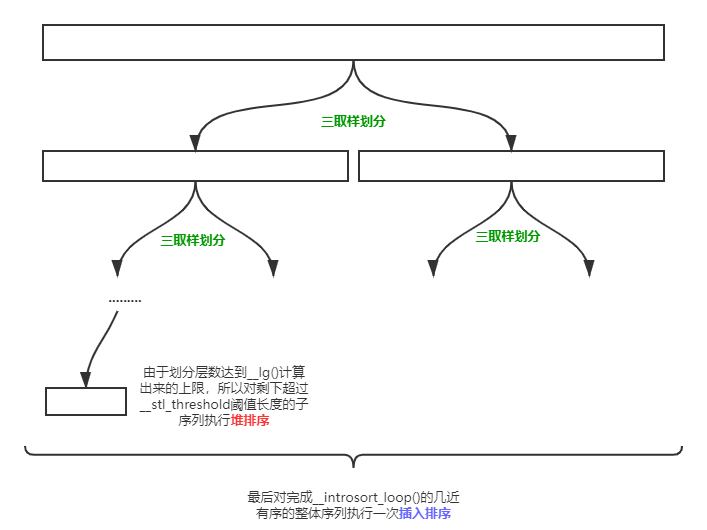 三取样划分
三取样划分
三取样划分
.........
由于划分层数达到__lg()计算
出来的上限，所以对剩下超过
__stl_threshold阈值长度的子
序列执行堆排序
最后对完成__introsort_loop()的几近
有序的整体序列执行一次插入排序